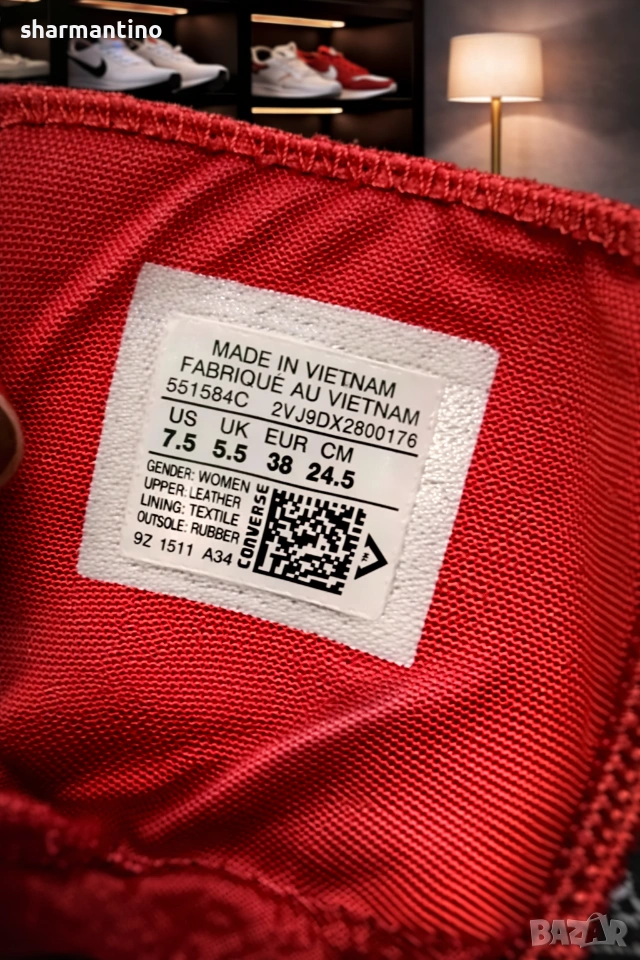 sharmantino
MADE IN VIETNAM
FABRIQUÉ AU VIETNAM
551584C 2VJ9DX2800176
US UK EUR CM
7.5 5.5 38 24.5
GENDER: WOMEN
UPPER: LEATHER
LINING: TEXTILE
OUTSOLE: RUBBER
9Z 1511 A34
CONVERSE
BAZAR